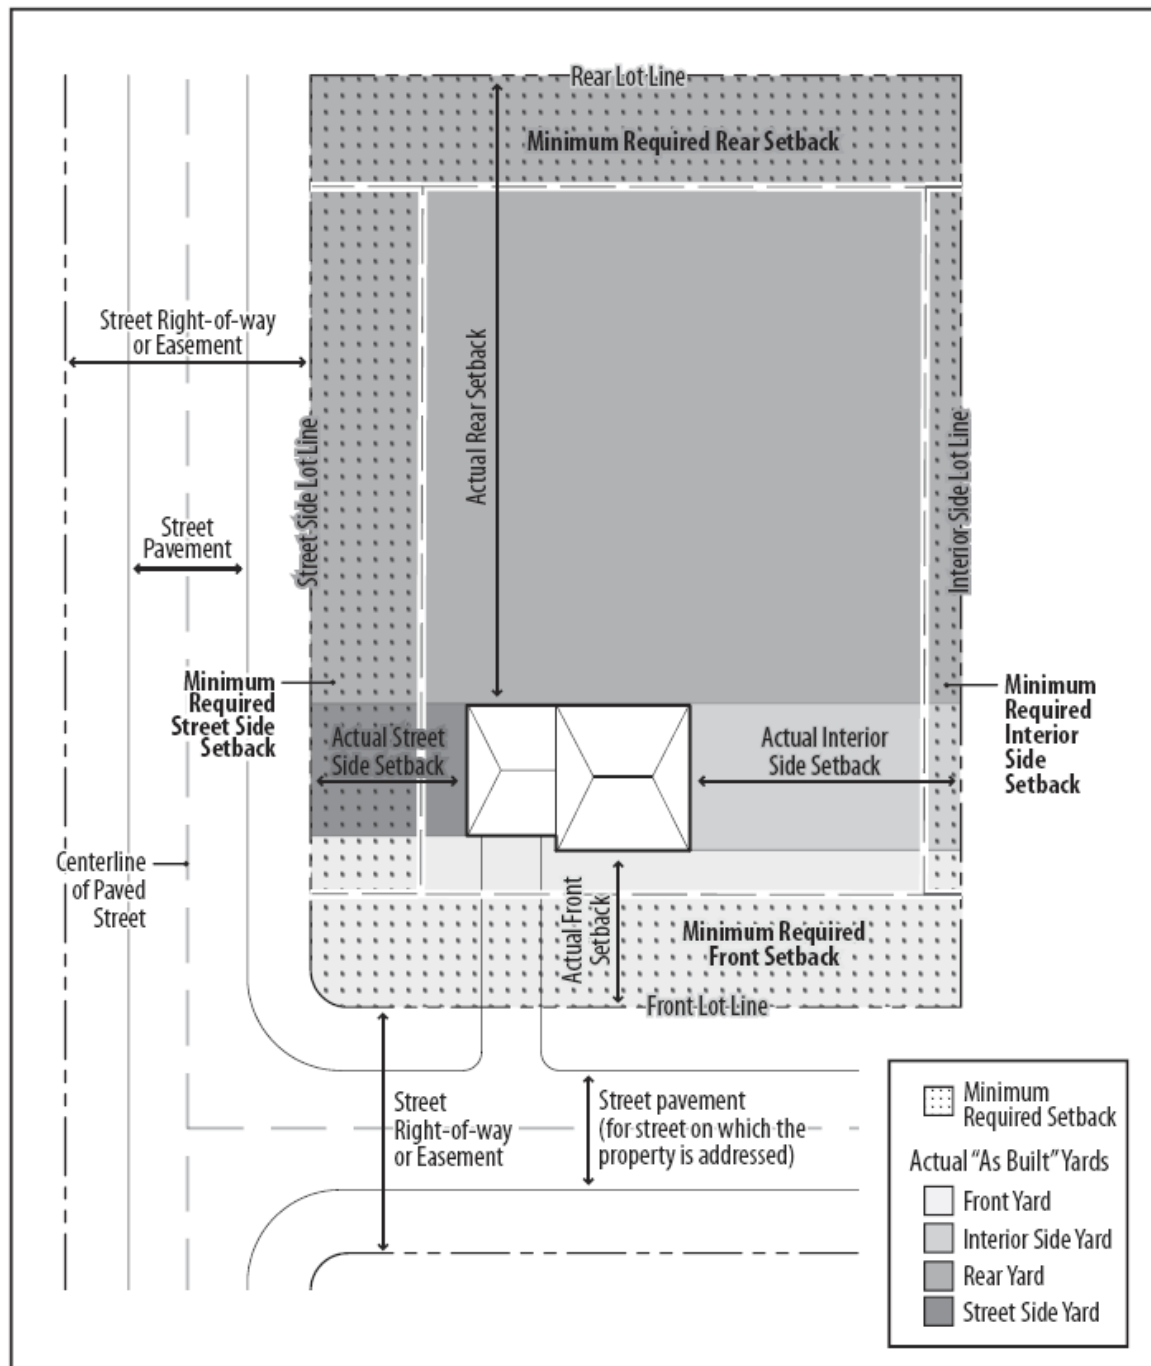 Rear Lot Line
Minimum Required Rear Setback
Street Right-of-way
or Easement
Actual Rear Setback
Street Side Lot Line
Interior Side Lot Line
Street
Pavement
Minimum
Required
Street Side
Setback
Actual Street
Side Setback
Actual Interior
Side Setback
Minimum
Required
Interior
Side
Setback
Centerline
of Paved
Street
Actual Front
Setback
Minimum Required
Front Setback
Front Lot Line
Street
Right-of-way
or Easement
Street pavement
(for street on which the
property is addressed)
Minimum
Required Setback
Actual “As Built” Yards
Front Yard
Interior Side Yard
Rear Yard
Street Side Yard